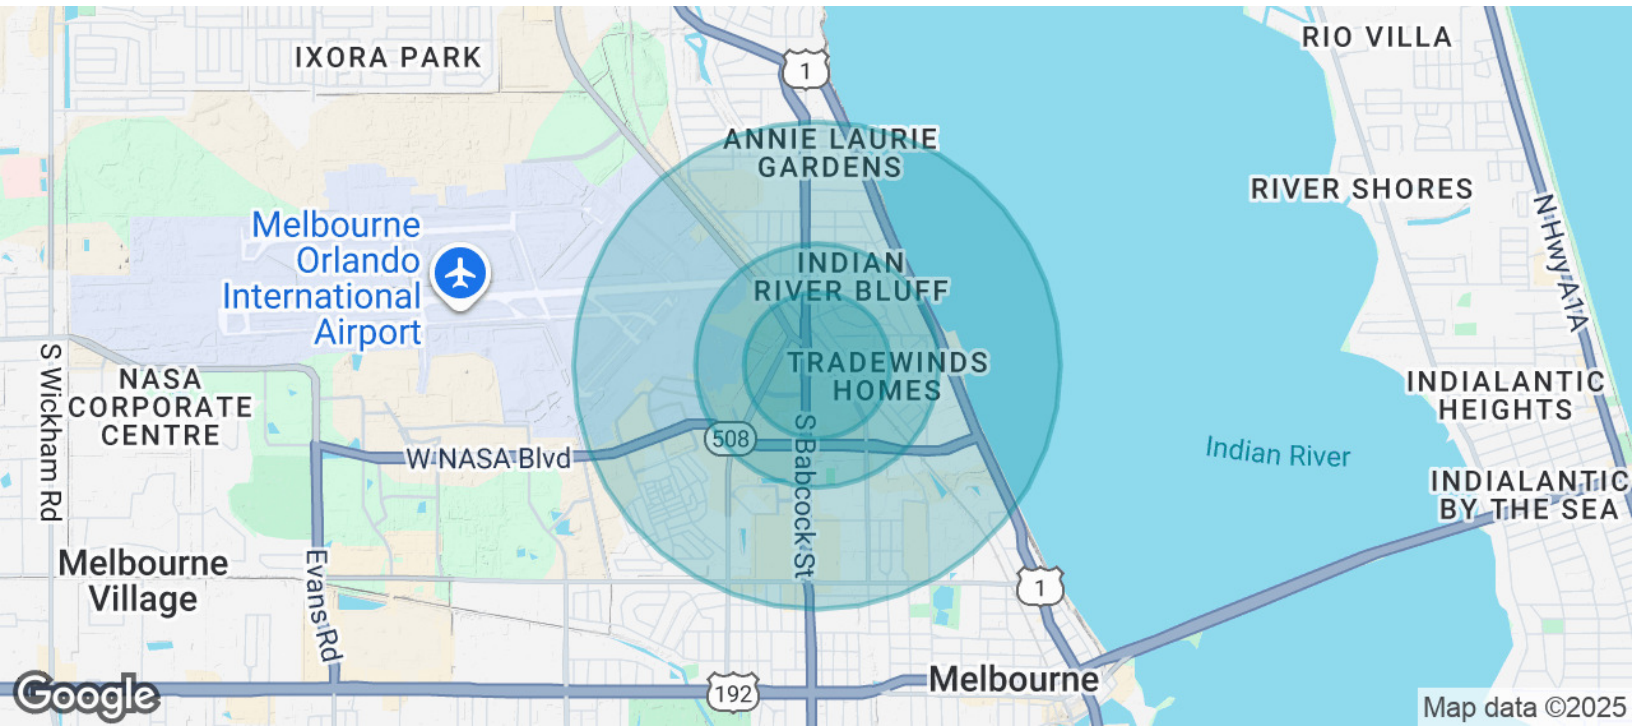 IXORA PARK
1
RIO VILLA
ANNIE LAURIE
GARDENS
RIVER SHORES
N Hwy A1A
Melbourne
Orlando
International
Airport
INDIAN
RIVER BLUFF
TRADEWINDS
HOMES
S Wickham Rd
NASA
CORPORATE
CENTRE
INDIALANTIC
HEIGHTS
508
W NASA Blvd
S Babcock St
Indian River
INDIALANTIC
BY THE SEA
Melbourne
Village
Evans Rd
1
192
Melbourne
Google
Map data ©2025